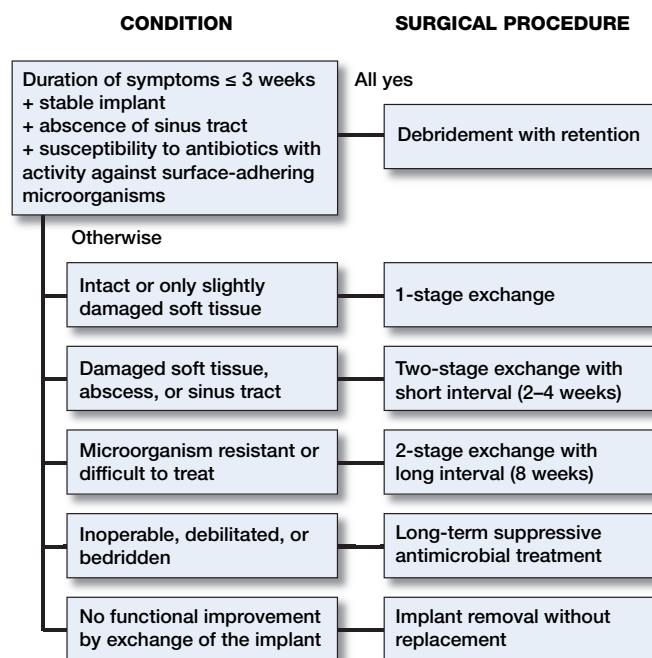 CONDITION
SURGICAL PROCEDURE
Duration of symptoms ≤ 3 weeks
+ stable implant
+ abscence of sinus tract
+ susceptibility to antibiotics with
activity against surface-adhering
microorganisms
All yes
Debridement with retention
Otherwise
Intact or only slightly
damaged soft tissue
1-stage exchange
Damaged soft tissue,
abscess, or sinus tract
Two-stage exchange with
short interval (2–4 weeks)
Microorganism resistant or
difficult to treat
2-stage exchange with
long interval (8 weeks)
Inoperable, debilitated, or
bedridden
Long-term suppressive
antimicrobial treatment
No functional improvement
by exchange of the implant
Implant removal without
replacement